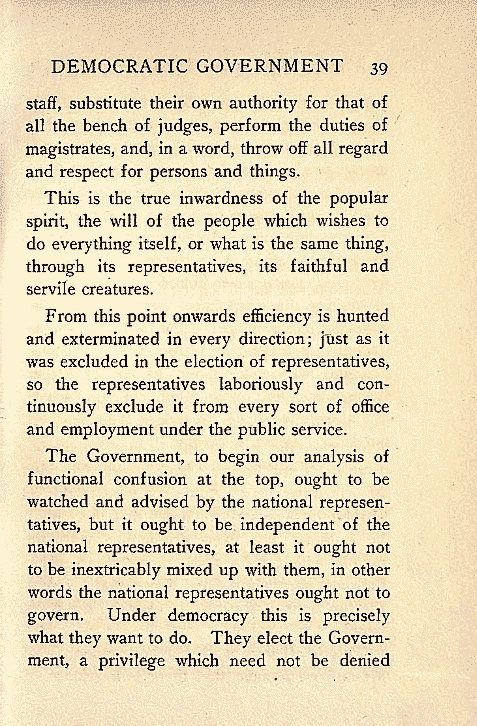 DEMOCRATIC GOVERNMENT 39
staff, substitute their own authority for that of
all the bench of judges, perform the duties of
magistrates, and, in a word, throw off all regard
and respect for persons and things.
This is the true inwardness of the popular
spirit, the will of the people which wishes to
do everything itself, or what is the same thing,
through its representatives, its faithful and
servile creatures.
From this point onwards efficiency is hunted
and exterminated in every direction; just as it
was excluded in the election of representatives,
so the representatives laboriously and con-
tinuously exclude it from every sort of office
and employment under the public service.
The Government, to begin our analysis of
functional confusion at the top, ought to be
watched and advised by the national represen-
tatives, but it ought to be independent of the
national representatives, at least it ought not
to be inextricably mixed up with them, in other
words the national representatives ought not to
govern. Under democracy this is precisely
what they want to do. They elect the Govern-
ment, a privilege which need not be denied